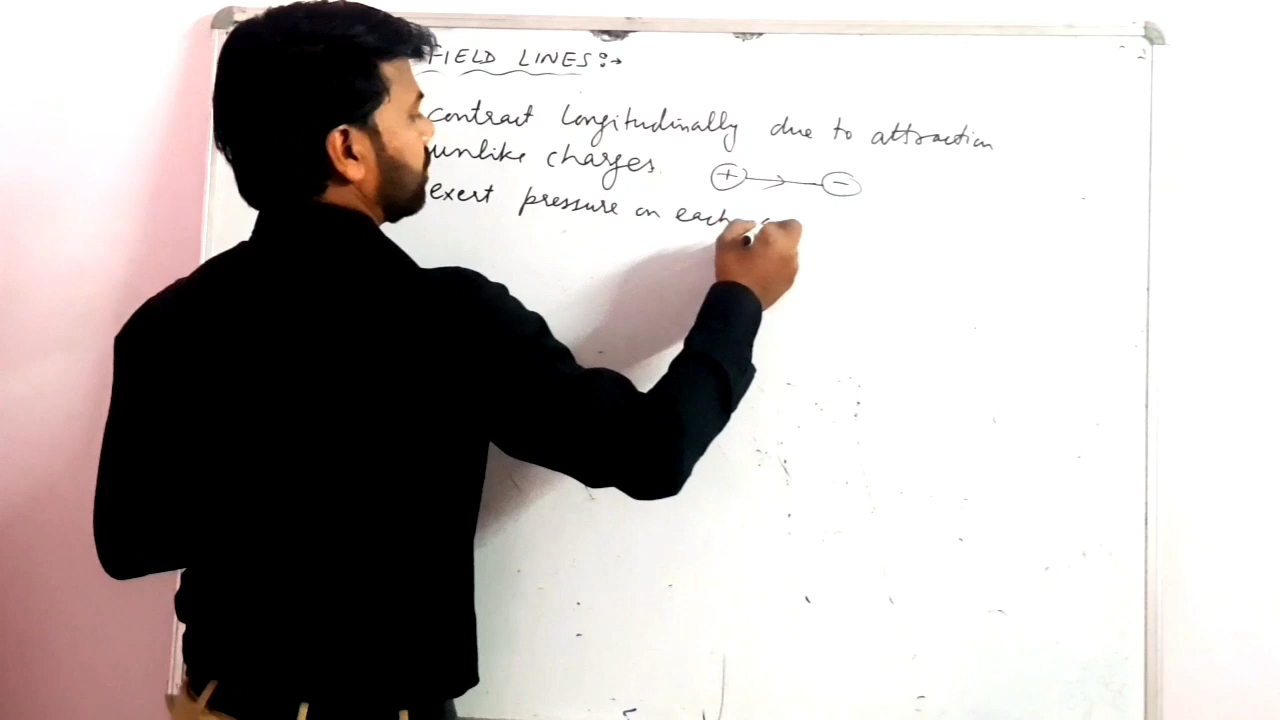 FIELD LINES:→
contract longitudinally due to attraction
unlike charges. + −
exert pressure on each